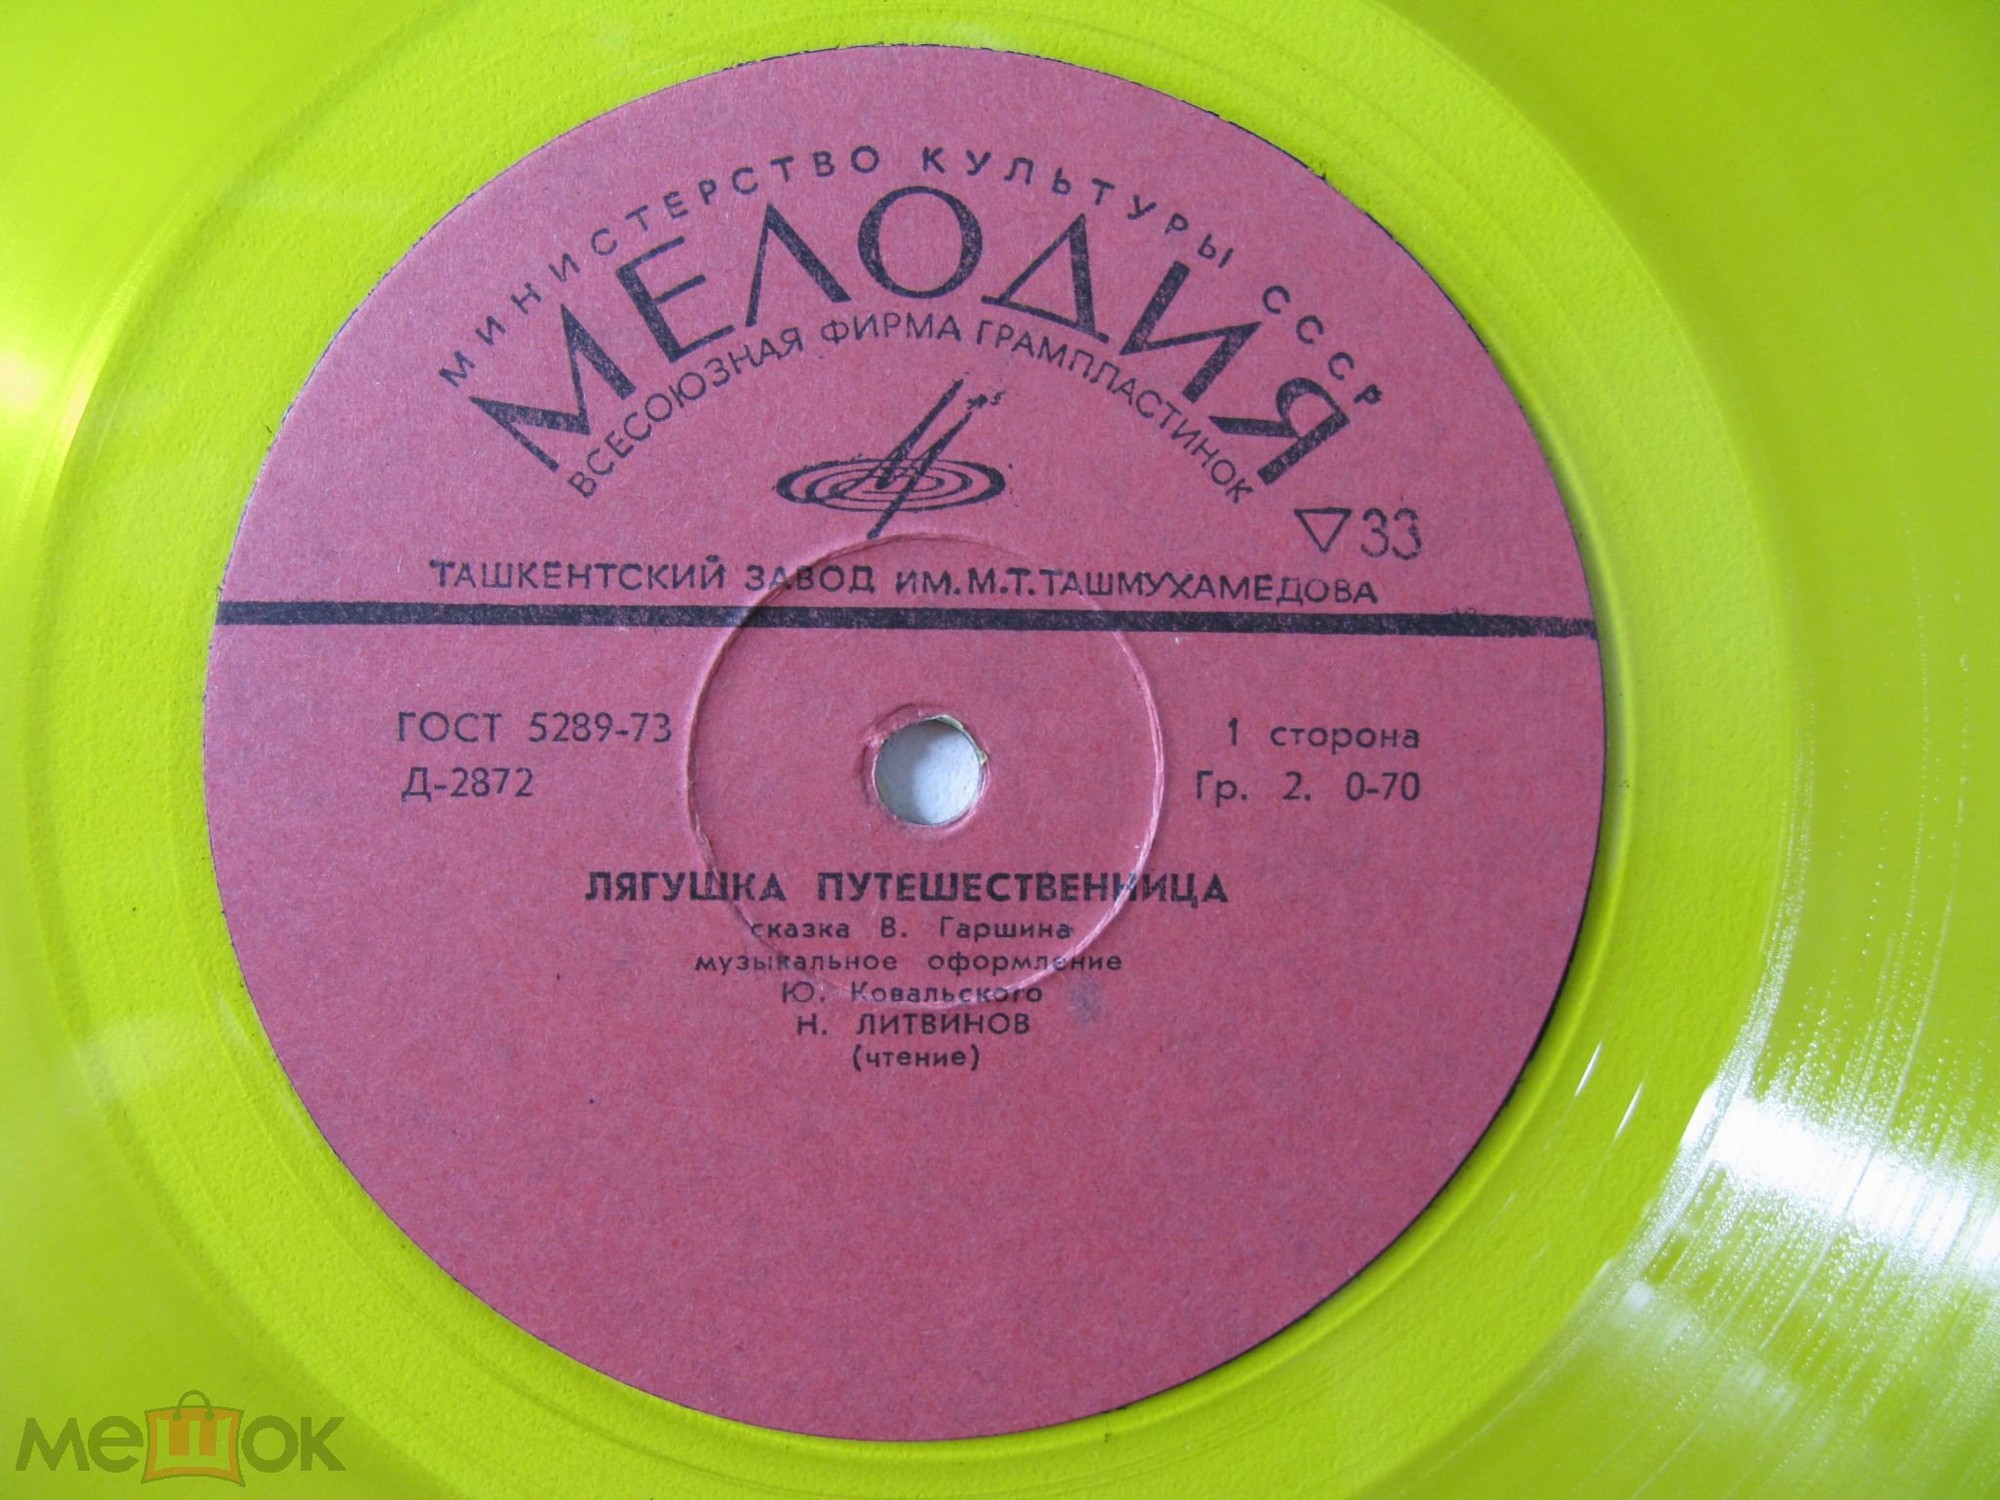 МИНИСТЕРСТВО КУЛЬТУРЫ СССР
МЕЛОДИЯ
ВСЕСОЮЗНАЯ ФИРМА ГРАМПЛАСТИНОК
▽33
ТАШКЕНТСКИЙ ЗАВОД ИМ.М.Т.ТАШМУХАМЕДОВА
ГОСТ 5289-73
1 сторона
Д-2872
Гр. 2. 0-70
ЛЯГУШКА ПУТЕШЕСТВЕННИЦА
сказка В. Гаршина
музыкальное оформление
Ю. Ковальского
Н. ЛИТВИНОВ
(чтение)
мешок